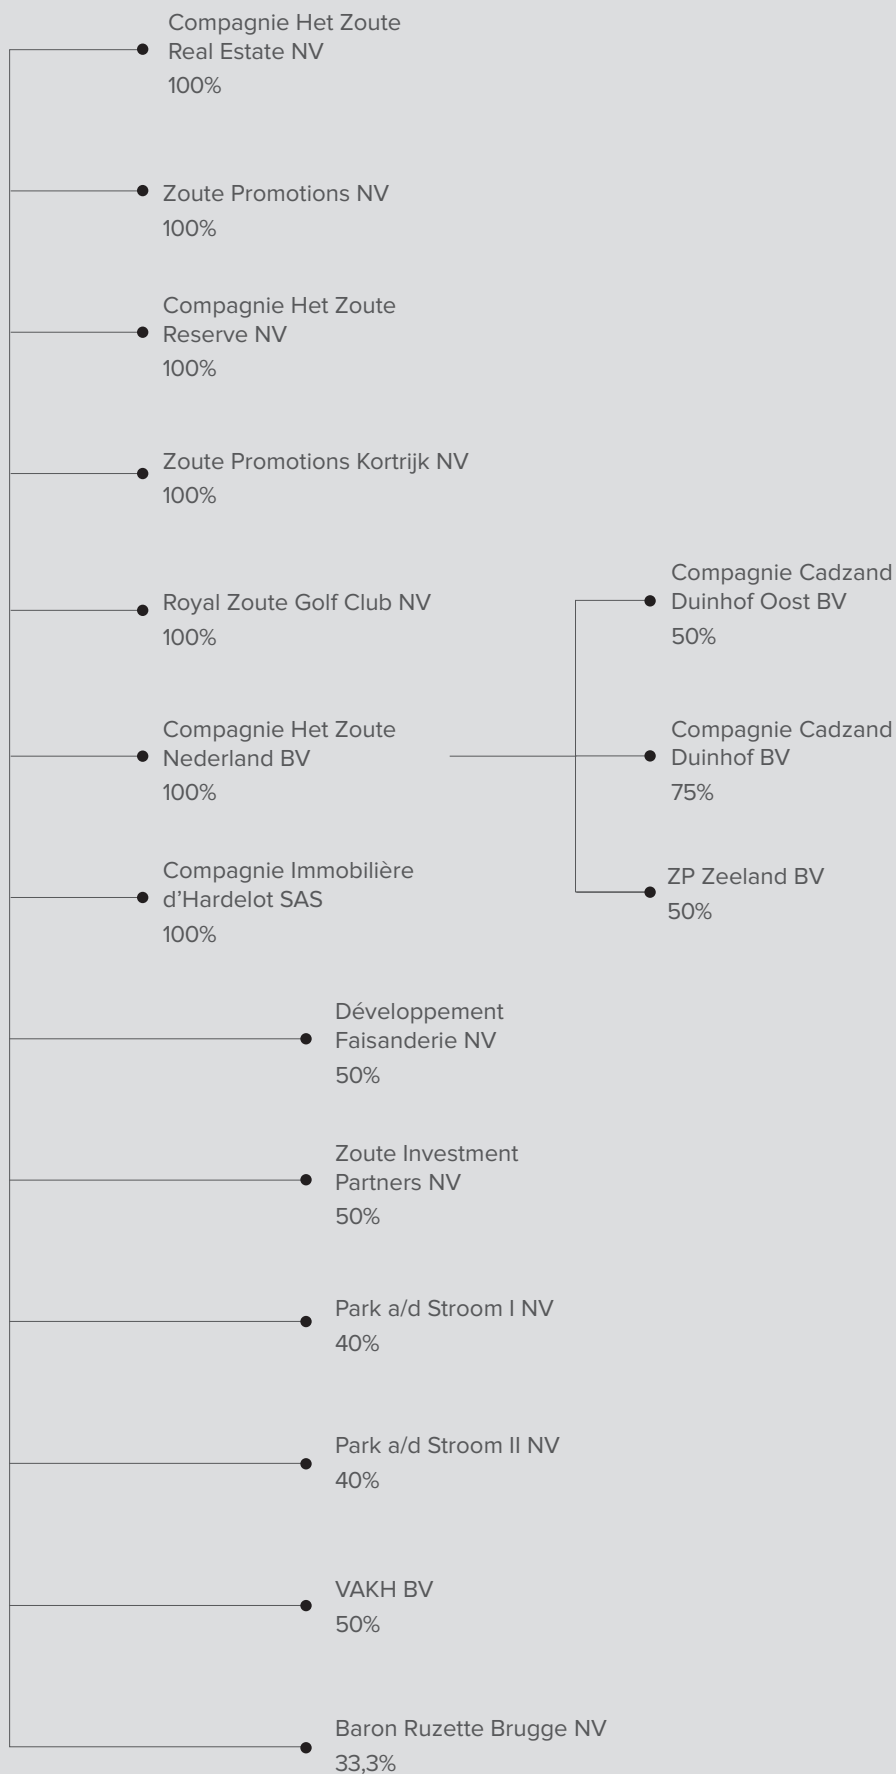 Compagnie Het Zoute
Real Estate NV
100%
Zoute Promotions NV
100%
Compagnie Het Zoute
Reserve NV
100%
Zoute Promotions Kortrijk NV
100%
Royal Zoute Golf Club NV
100%
Compagnie Het Zoute
Nederland BV
100%
Compagnie Cadzand
Duinhof Oost BV
50%
Compagnie Cadzand
Duinhof BV
75%
ZP Zeeland BV
50%
Compagnie Immobilière
d’Hardelot SAS
100%
Développement
Faisanderie NV
50%
Zoute Investment
Partners NV
50%
Park a/d Stroom I NV
40%
Park a/d Stroom II NV
40%
VAKH BV
50%
Baron Ruzette Brugge NV
33,3%